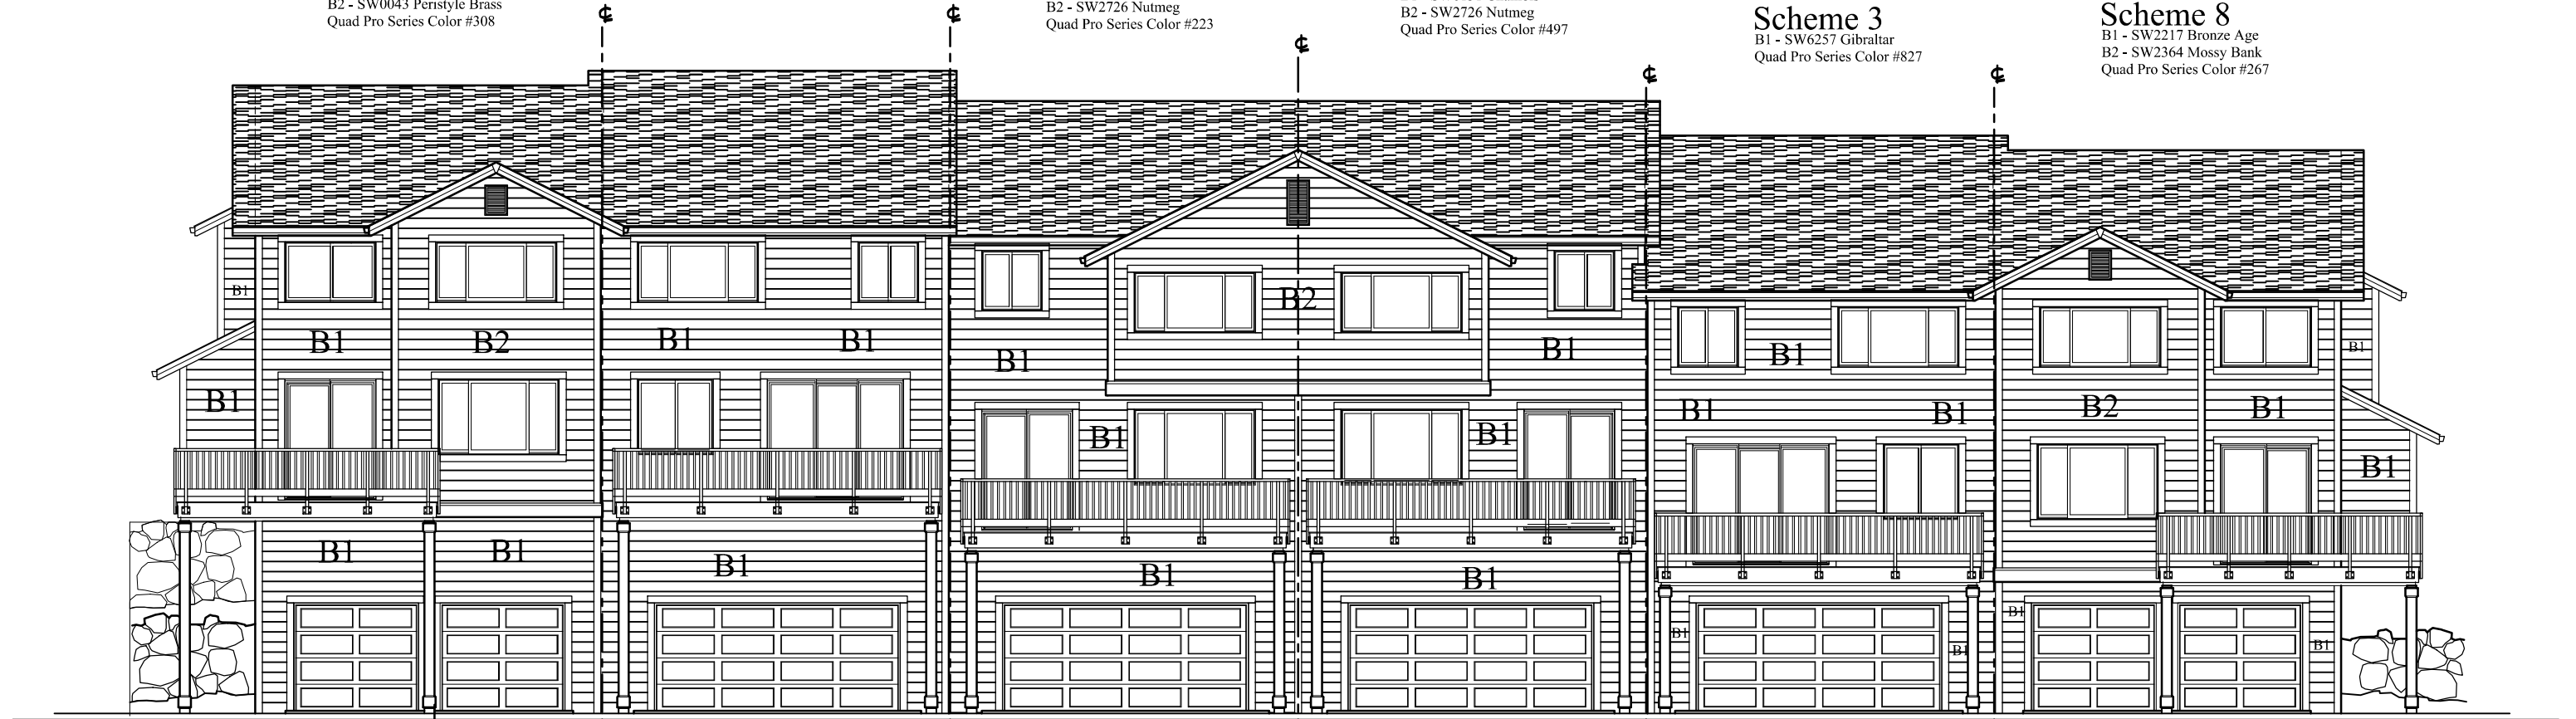 B2 - SW0043 Peristyle Brass
Quad Pro Series Color #308
B2 - SW2726 Nutmeg
Quad Pro Series Color #223
B2 - SW2726 Nutmeg
Quad Pro Series Color #497
Scheme 3
B1 - SW6257 Gibraltar
Quad Pro Series Color #827
Scheme 8
B1 - SW2217 Bronze Age
B2 - SW2364 Mossy Bank
Quad Pro Series Color #267
B1
B1
B1
B2
B1
B1
B1
B2
B1
B1
B1
B1
B1
B1
B2
B1
B1
B1
B1
B1
B1
B1
B1
B1
B1
B1
B1